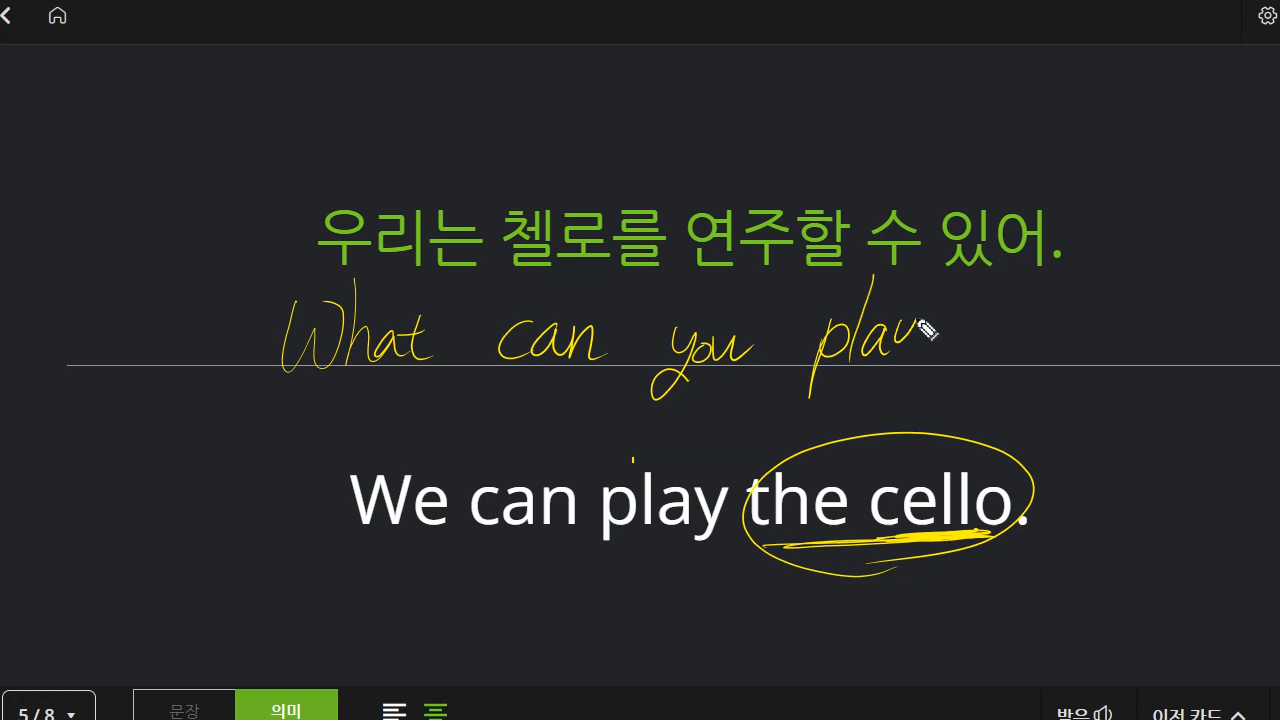 우리는 첼로를 연주할 수 있어.
What can you play
We can play the cello.
5 / 8
문장 의미
발음
이전 카드